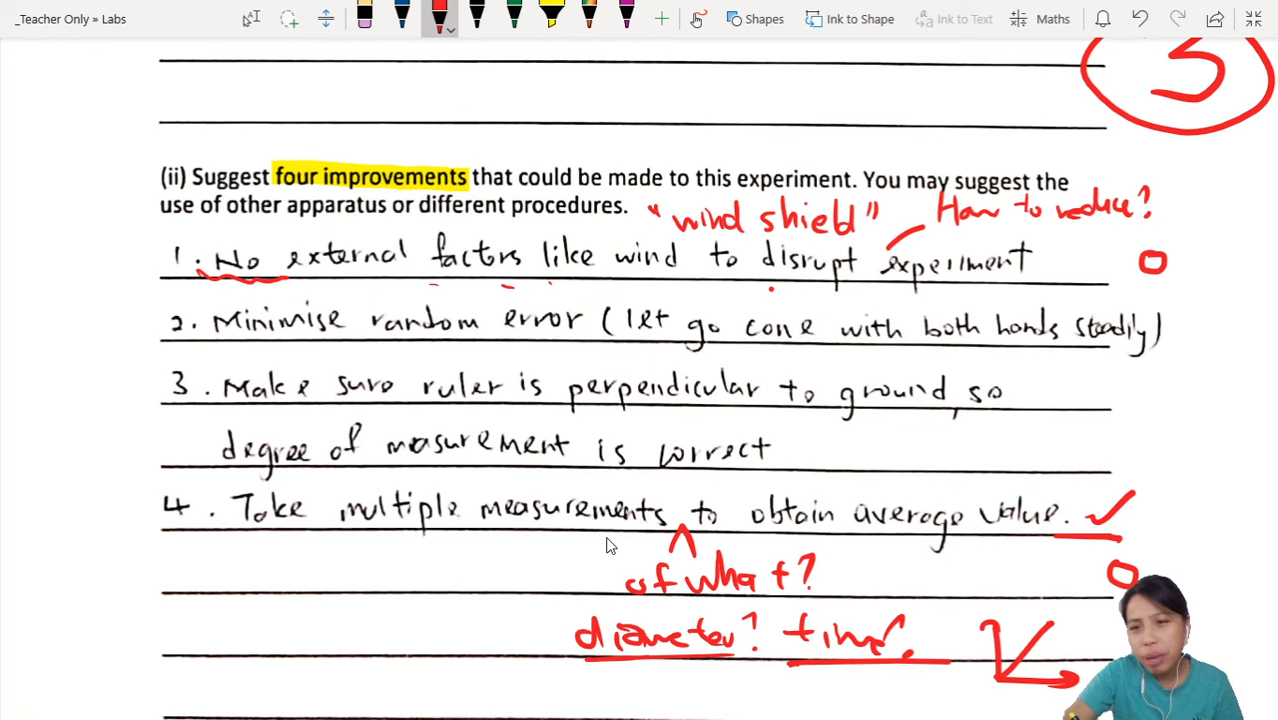 _Teacher Only » Labs
Shapes
Ink to Shape
Ink to Text
Maths
Share
3
(ii) Suggest four improvements that could be made to this experiment. You may suggest the
use of other apparatus or different procedures.
"wind shield"
How to reduce?
1. No external factors like wind to disrupt experiment
2. Minimise random error (let go cone with both hands steadily)
3. Make sure ruler is perpendicular to ground, so
degree of measurement is correct
4. Take multiple measurements to obtain average value.
of what?
diameter? time?